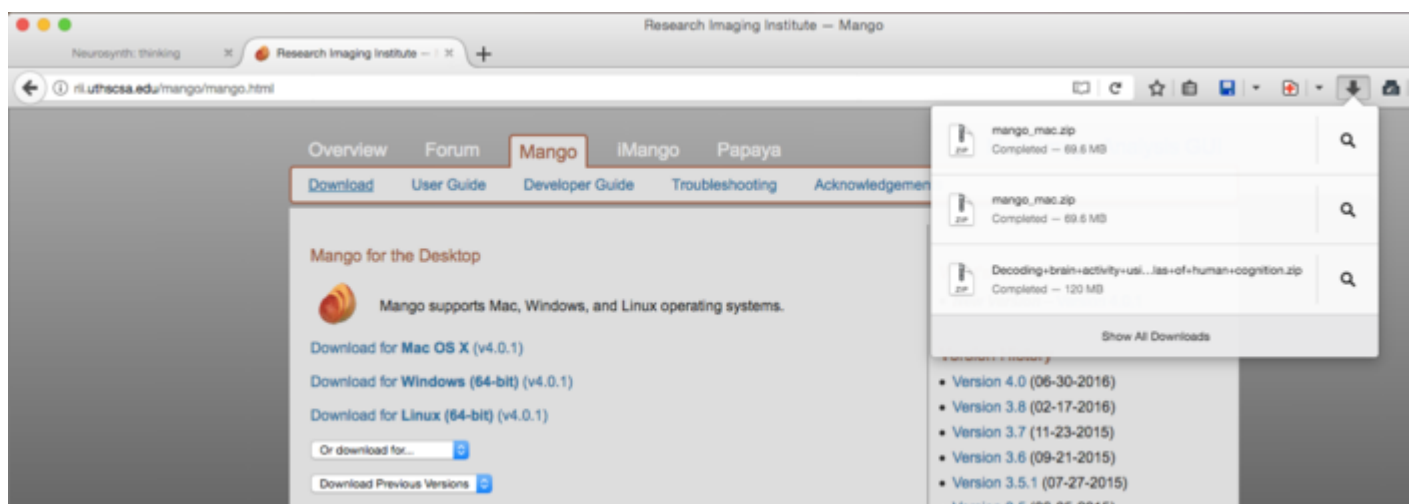 Research Imaging Institute — Mango
Neurosynth: thinking
Research Imaging Institute —
rii.uthscsa.edu/mango/mango.html
Overview Forum Mango iMango Papaya
Download User Guide Developer Guide Troubleshooting Acknowledgemen
mango_mac.zip
Completed — 69.6 MB
mango_mac.zip
Completed — 69.6 MB
Decoding+brain+activity+usi...las+of+human+cognition.zip
Completed — 120 MB
Show All Downloads
ZIP
ZIP
ZIP
Mango for the Desktop
Mango supports Mac, Windows, and Linux operating systems.
Download for Mac OS X (v4.0.1)
Download for Windows (64-bit) (v4.0.1)
Download for Linux (64-bit) (v4.0.1)
Or download for...
Download Previous Versions
Version History
• Version 4.0 (06-30-2016)
• Version 3.8 (02-17-2016)
• Version 3.7 (11-23-2015)
• Version 3.6 (09-21-2015)
• Version 3.5.1 (07-27-2015)